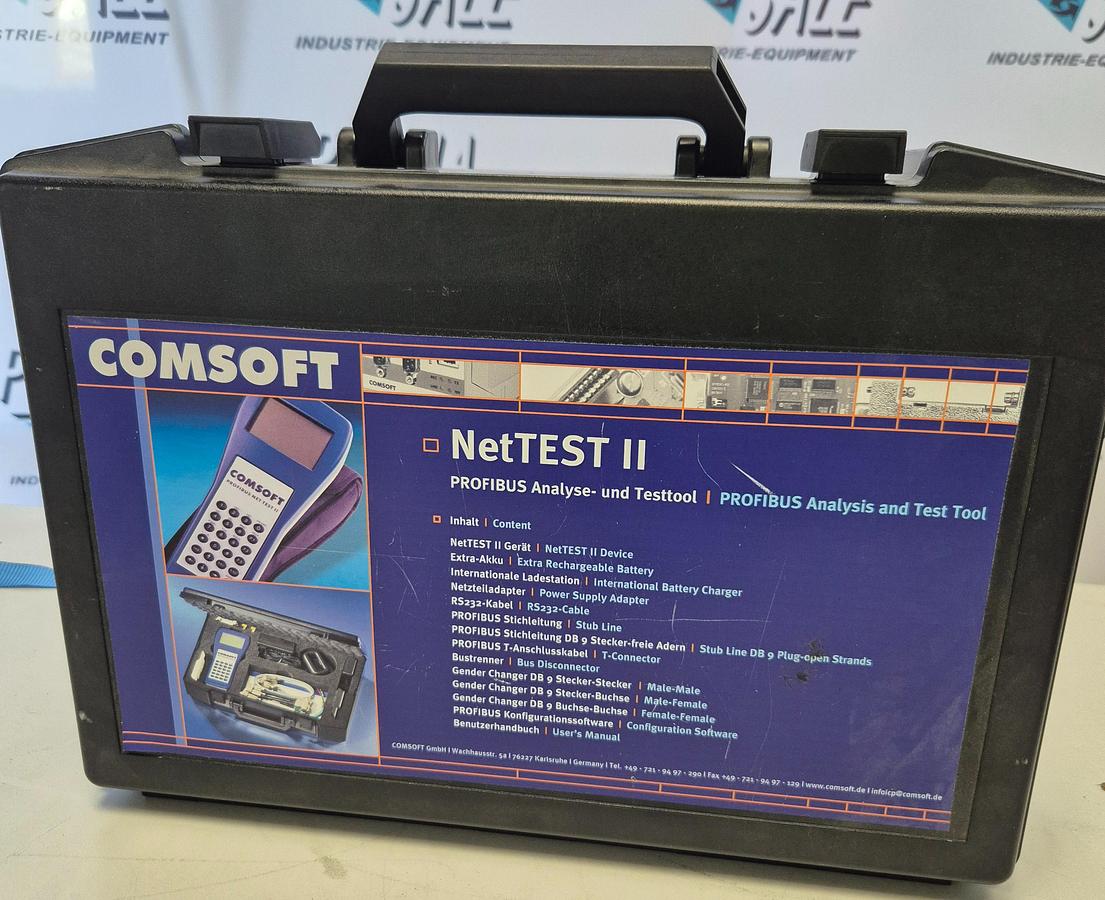 INDUSTRIE-EQUIPMENT
INDUSTRIE-EQUIPMENT
COMSOFT
COMSOFT
NetTEST II
PROFIBUS Analyse- und Testtool | PROFIBUS Analysis and Test Tool
COMSOFT
PROFIBUS NET TEST II
Inhalt | Content
NetTEST II Gerät | NetTEST II Device
Extra-Akku | Extra Rechargeable Battery
Internationale Ladestation | International Battery Charger
Netzteiladapter | Power Supply Adapter
RS232-Kabel | RS232-Cable
PROFIBUS Stichleitung | Stub Line
PROFIBUS Stichleitung DB 9 Stecker-freie Adern | Stub Line DB 9 Plug-open Strands
PROFIBUS T-Anschlusskabel | T-Connector
Bustrenner | Bus Disconnector
Gender Changer DB 9 Stecker-Stecker | Male-Male
Gender Changer DB 9 Stecker-Buchse | Male-Female
Gender Changer DB 9 Buchse-Buchse | Female-Female
PROFIBUS Konfigurationssoftware | Configuration Software
Benutzerhandbuch | User's Manual
COMSOFT GmbH | Wachhausstr. 5a | 76227 Karlsruhe | Germany | Tel. +49 - 721 - 94 97 - 290 | Fax +49 - 721 - 94 97 - 129 | www.comsoft.de | infoicp@comsoft.de